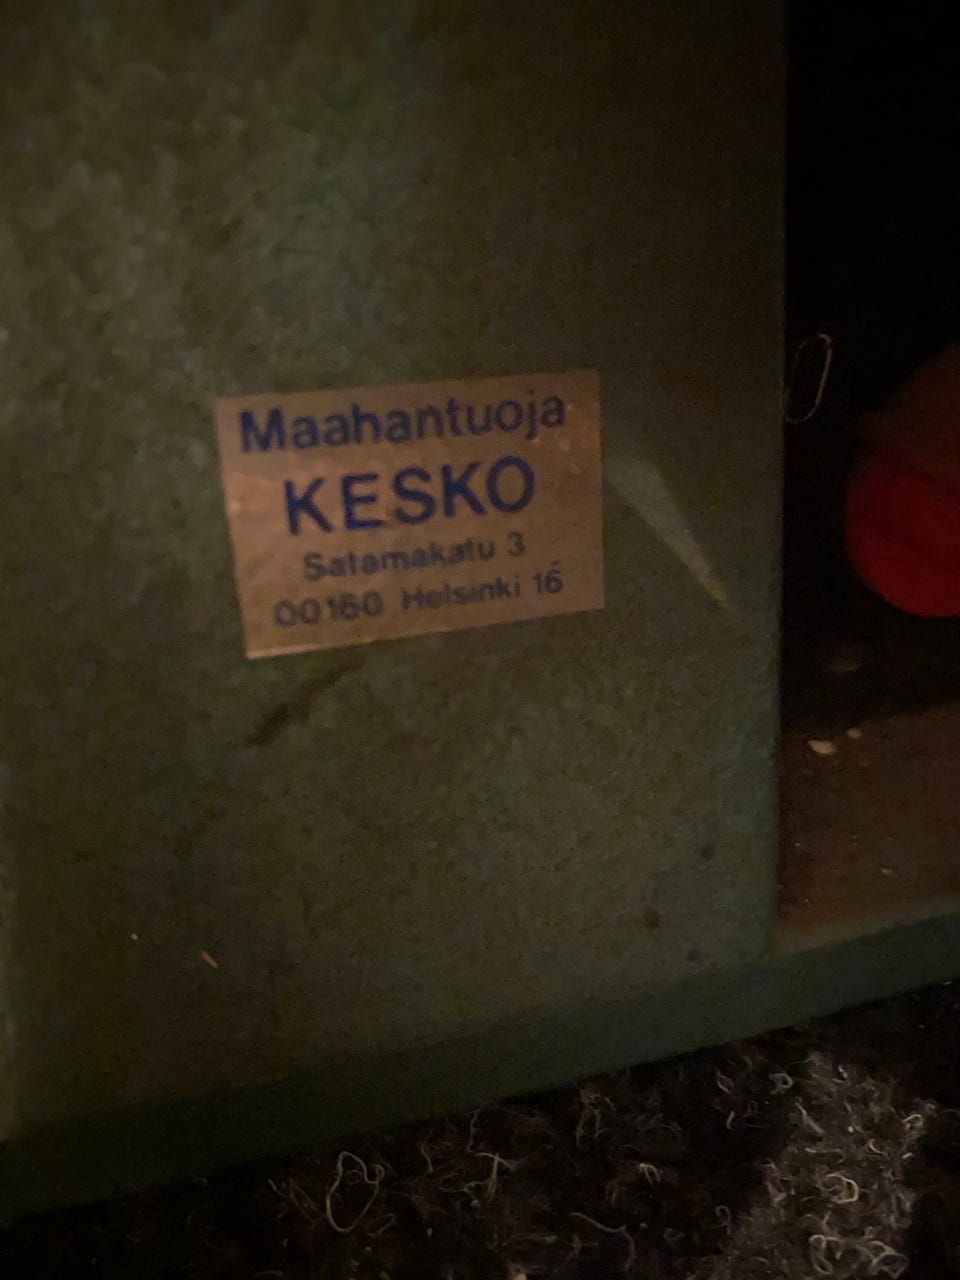 Maahantuoja
KESKO
Satamakatu 3
00160 Helsinki 16